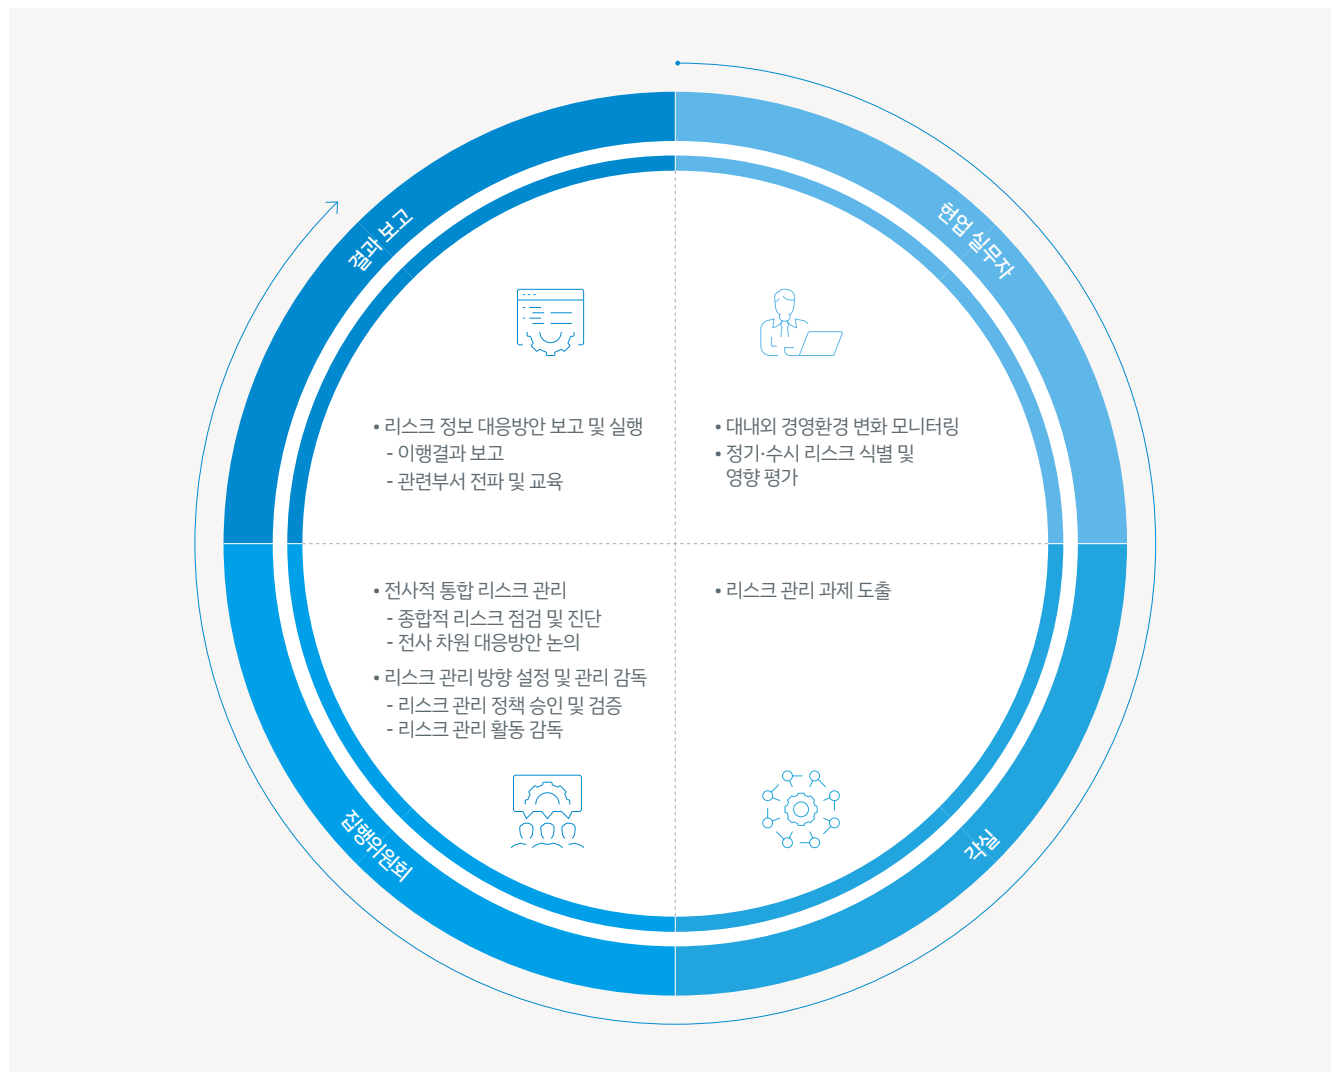 현업 실무자
• 대내외 경영환경 변화 모니터링
• 정기·수시 리스크 식별 및
영향 평가
각실
• 리스크 관리 과제 도출
집행위원회
• 전사적 통합 리스크 관리
- 종합적 리스크 점검 및 진단
- 전사 차원 대응방안 논의
• 리스크 관리 방향 설정 및 관리 감독
- 리스크 관리 정책 승인 및 검증
- 리스크 관리 활동 감독
결과 보고
• 리스크 정보 대응방안 보고 및 실행
- 이행결과 보고
- 관련부서 전파 및 교육